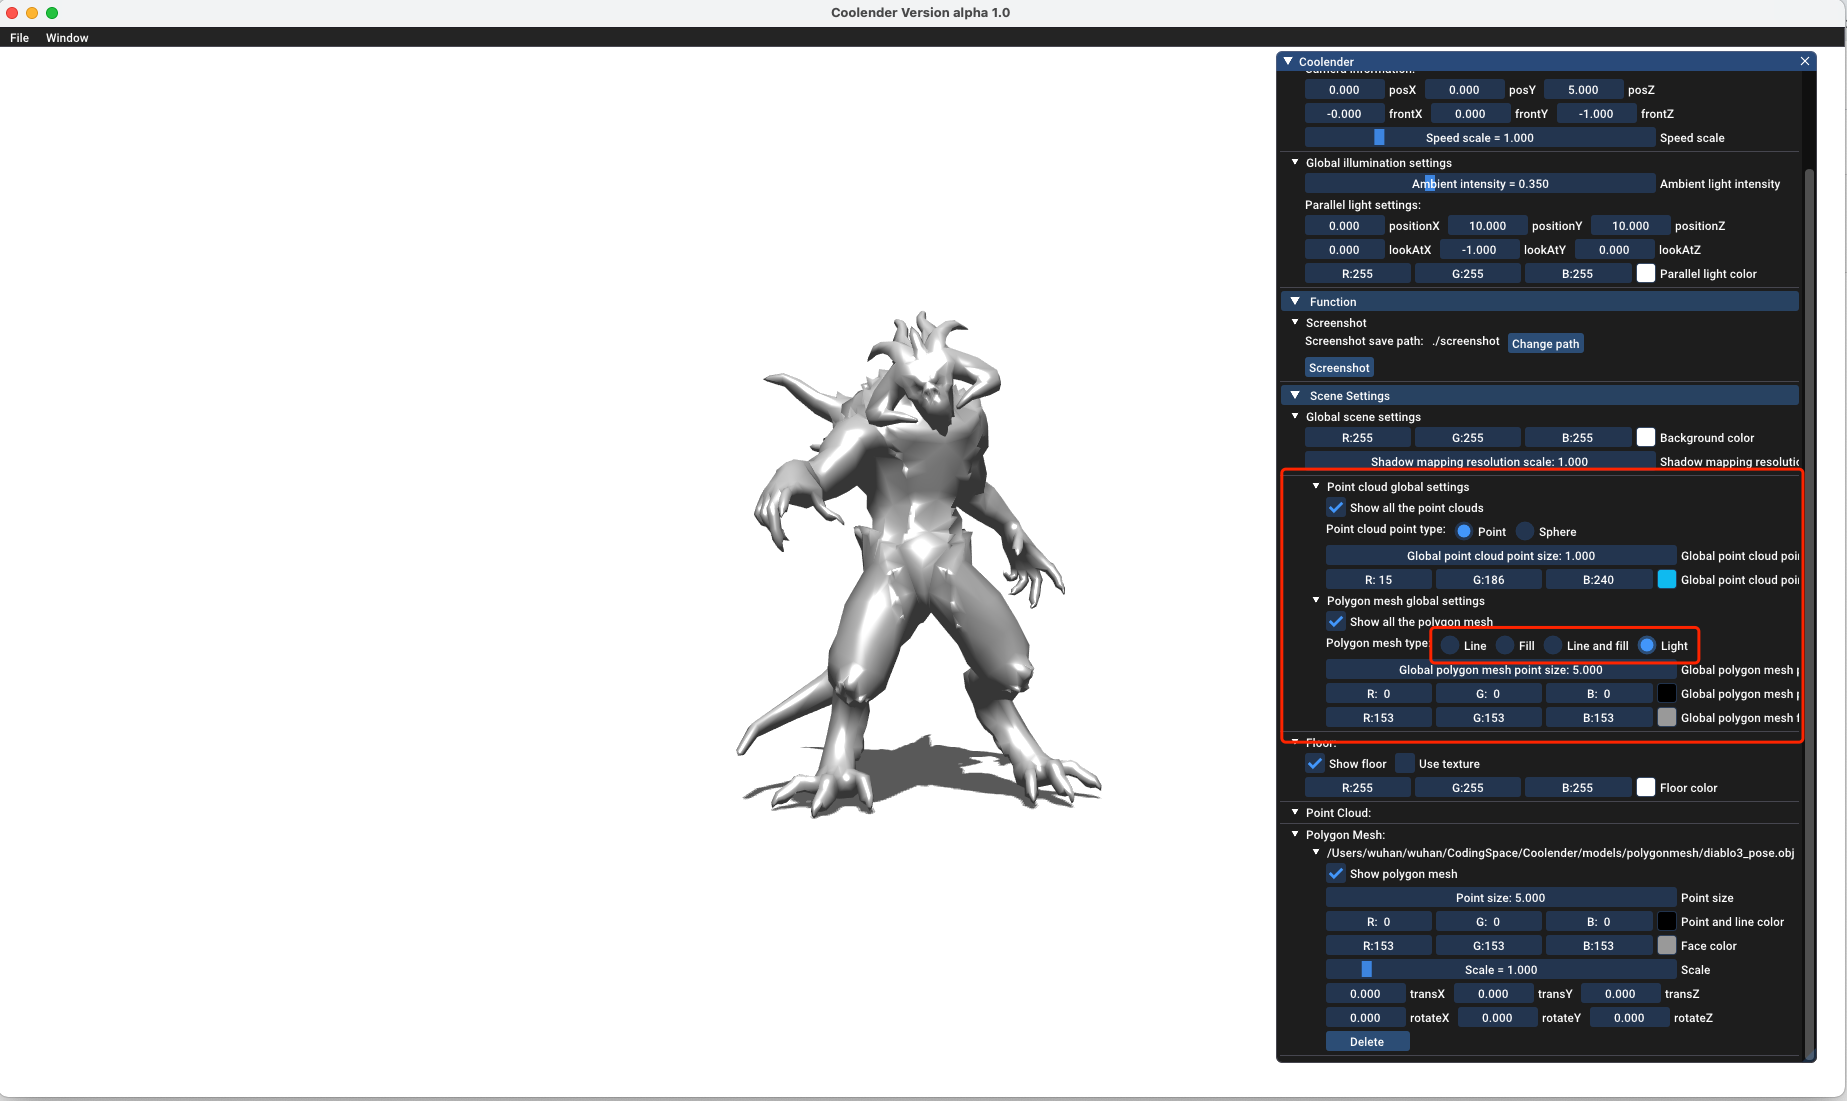 Coolender Version alpha 1.0
File Window
Coolender
Camera information:
0.000 posX 0.000 posY 5.000 posZ
-0.000 frontX 0.000 frontY -1.000 frontZ
Speed scale = 1.000 Speed scale
Global illumination settings
Ambient intensity = 0.350 Ambient light intensity
Parallel light settings:
0.000 positionX 10.000 positionY 10.000 positionZ
0.000 lookAtX -1.000 lookAtY 0.000 lookAtZ
R:255 G:255 B:255 Parallel light color
Function
Screenshot
Screenshot save path: ./screenshot Change path
Screenshot
Scene Settings
Global scene settings
R:255 G:255 B:255 Background color
Shadow mapping resolution scale: 1.000 Shadow mapping resolutic
Point cloud global settings
Show all the point clouds
Point cloud point type: Point Sphere
Global point cloud point size: 1.000 Global point cloud poi
R: 15 G:186 B:240 Global point cloud poi
Polygon mesh global settings
Show all the polygon mesh
Polygon mesh type: Line Fill Line and fill Light
Global polygon mesh point size: 5.000 Global polygon mesh p
R: 0 G: 0 B: 0 Global polygon mesh p
R:153 G:153 B:153 Global polygon mesh f
Floor:
Show floor Use texture
R:255 G:255 B:255 Floor color
Point Cloud:
Polygon Mesh:
/Users/wuhan/wuhan/CodingSpace/Coolender/models/polygonmesh/diablo3_pose.obj
Show polygon mesh
Point size: 5.000 Point size
R: 0 G: 0 B: 0 Point and line color
R:153 G:153 B:153 Face color
Scale = 1.000 Scale
0.000 transX 0.000 transY 0.000 transZ
0.000 rotateX 0.000 rotateY 0.000 rotateZ
Delete